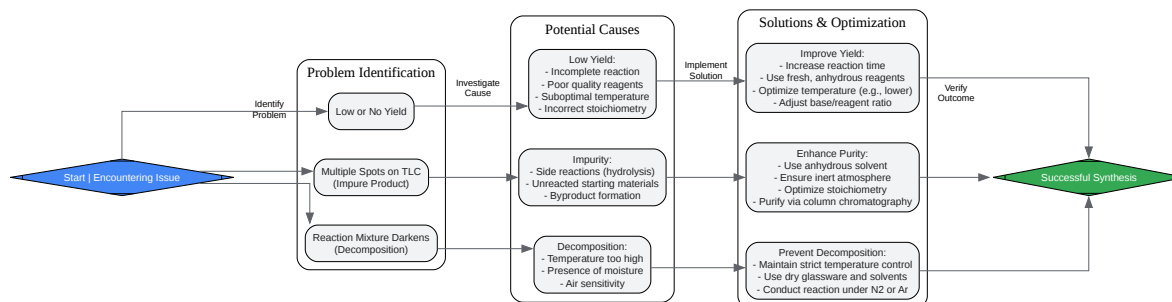 Start | Encountering Issue
Identify
Problem
Problem Identification
Low or No Yield
Multiple Spots on TLC
(Impure Product)
Reaction Mixture Darkens
(Decomposition)
Investigate
Cause
Potential Causes
Low Yield:
- Incomplete reaction
- Poor quality reagents
- Suboptimal temperature
- Incorrect stoichiometry
Impurity:
- Side reactions (hydrolysis)
- Unreacted starting materials
- Byproduct formation
Decomposition:
- Temperature too high
- Presence of moisture
- Air sensitivity
Implement
Solution
Solutions & Optimization
Improve Yield:
- Increase reaction time
- Use fresh, anhydrous reagents
- Optimize temperature (e.g., lower)
- Adjust base/reagent ratio
Enhance Purity:
- Use anhydrous solvent
- Ensure inert atmosphere
- Optimize stoichiometry
- Purify via column chromatography
Prevent Decomposition:
- Maintain strict temperature control
- Use dry glassware and solvents
- Conduct reaction under N2 or Ar
Verify
Outcome
Successful Synthesis